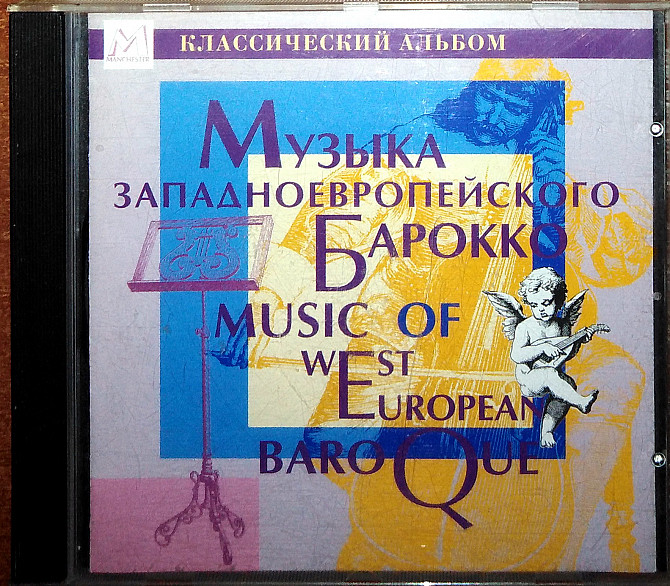 MANCHESTER
КЛАССИЧЕСКИЙ АЛЬБОМ
МУЗЫКА
ЗАПАДНОЕВРОПЕЙСКОГО
БАРОККО
MUSIC OF
WEST
EUROPEAN
BAROQUE